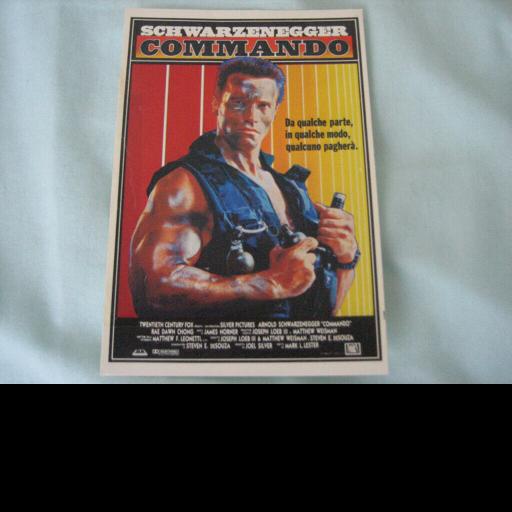 SCHWARZENEGGER
COMMANDO
Da qualche parte,
in qualche modo,
qualcuno pagherà.
TWENTIETH CENTURY FOX SILVER PICTURES ARNOLD SCHWARZENEGGER "COMMANDO"
RAE DAWN CHONG JAMES HORNER JOSEPH LOEB III & MATTHEW WEISMAN
MATTHEW F. LEONETTI JOSEPH LOEB III & MATTHEW WEISMAN STEVEN E. DESOUZA
STEVEN E. DESOUZA JOEL SILVER MARK L. LESTER